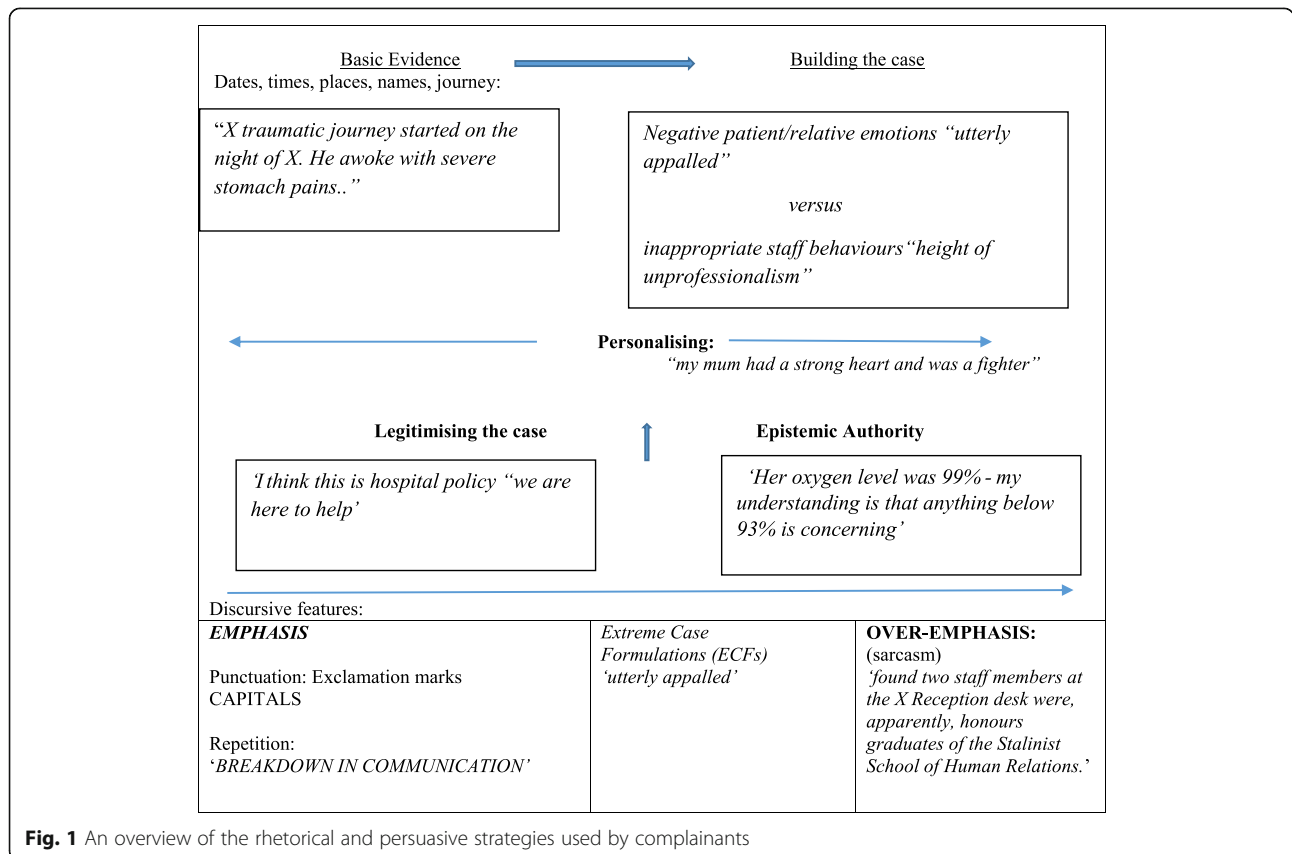 Basic Evidence
Building the case
Dates, times, places, names, journey:
“X traumatic journey started on the
night of X. He awoke with severe
stomach pains..”
Negative patient/relative emotions “utterly
appalled”
versus
inappropriate staff behaviours“height of
unprofessionalism”
Personalising:
“my mum had a strong heart and was a fighter”
Legitimising the case
Epistemic Authority
‘I think this is hospital policy “we are
here to help’
‘Her oxygen level was 99% - my
understanding is that anything below
93% is concerning’
Discursive features:
EMPHASIS
Punctuation: Exclamation marks
CAPITALS
Repetition:
‘BREAKDOWN IN COMMUNICATION’
Extreme Case
Formulations (ECFs)
‘utterly appalled’
OVER-EMPHASIS:
(sarcasm)
‘found two staff members at
the X Reception desk were,
apparently, honours
graduates of the Stalinist
School of Human Relations.’
Fig. 1 An overview of the rhetorical and persuasive strategies used by complainants